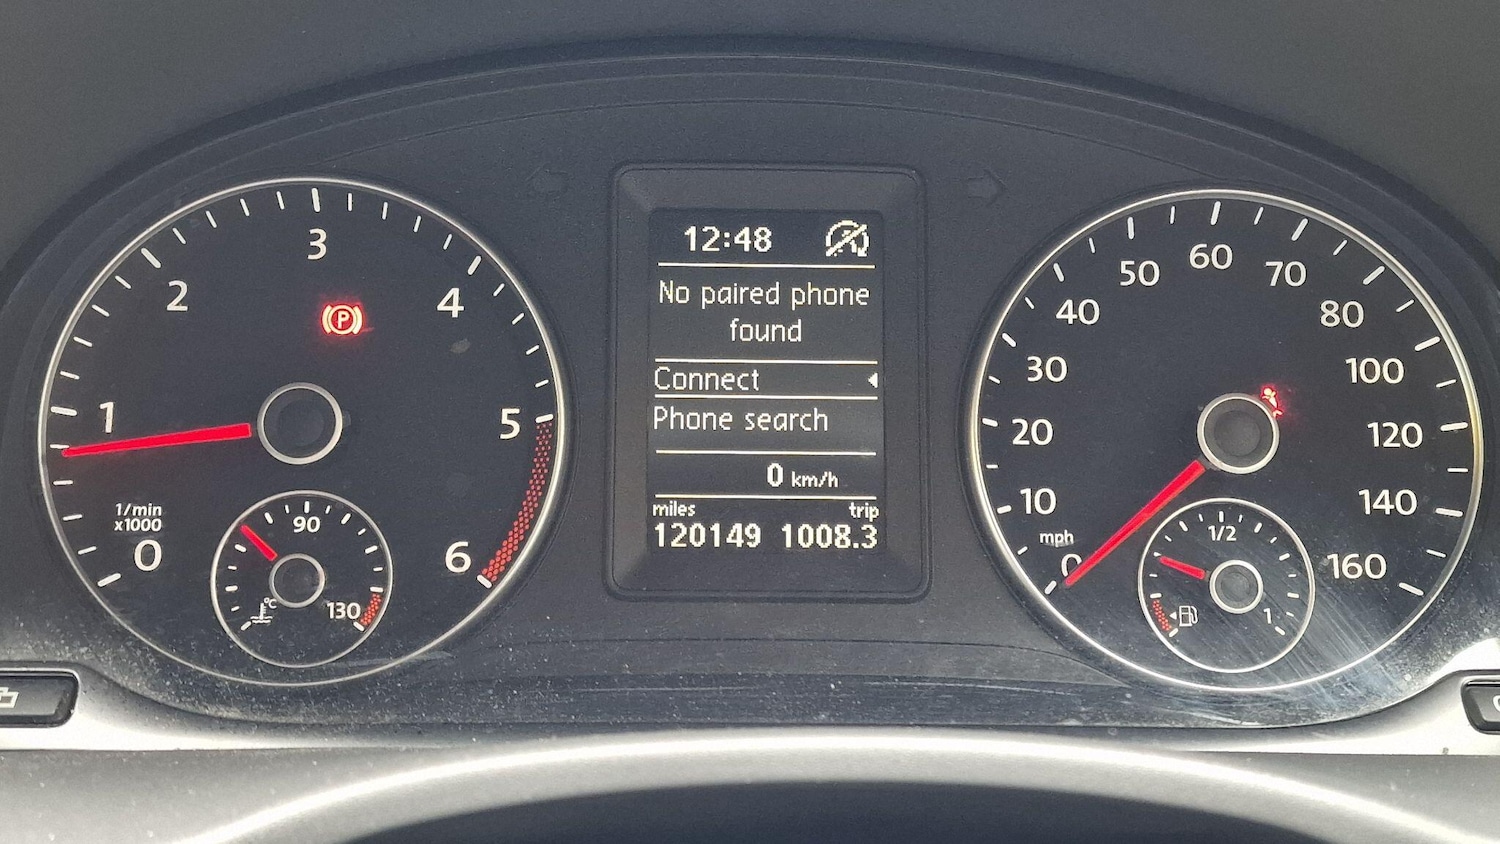 12:48
No paired phone
found
Connect
Phone search
0 km/h
miles trip
120149 1008.3
0 1 2 3 4 5 6
1/min
x1000
P
90
130
°C
0 10 20 30 40 50 60 70 80 100 120 140 160
mph
1/2
1